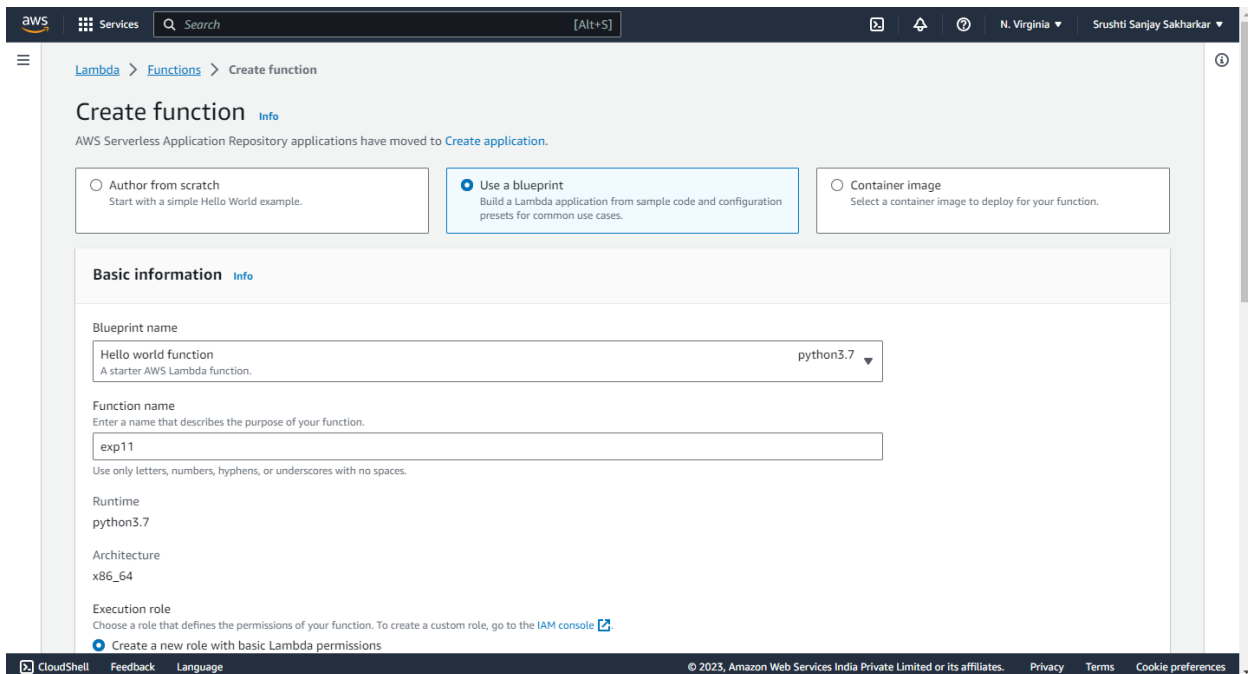 aws Services Search [Alt+S] N. Virginia ▼ Srushti Sanjay Sakharkar ▼
Lambda > Functions > Create function
Create function Info
AWS Serverless Application Repository applications have moved to Create application.
Author from scratch
Start with a simple Hello World example.
Use a blueprint
Build a Lambda application from sample code and configuration
presets for common use cases.
Container image
Select a container image to deploy for your function.
Basic information Info
Blueprint name
Hello world function python3.7 ▼
A starter AWS Lambda function.
Function name
Enter a name that describes the purpose of your function.
exp11
Use only letters, numbers, hyphens, or underscores with no spaces.
Runtime
python3.7
Architecture
x86_64
Execution role
Choose a role that defines the permissions of your function. To create a custom role, go to the IAM console.
Create a new role with basic Lambda permissions
CloudShell Feedback Language © 2023, Amazon Web Services India Private Limited or its affiliates. Privacy Terms Cookie preferences